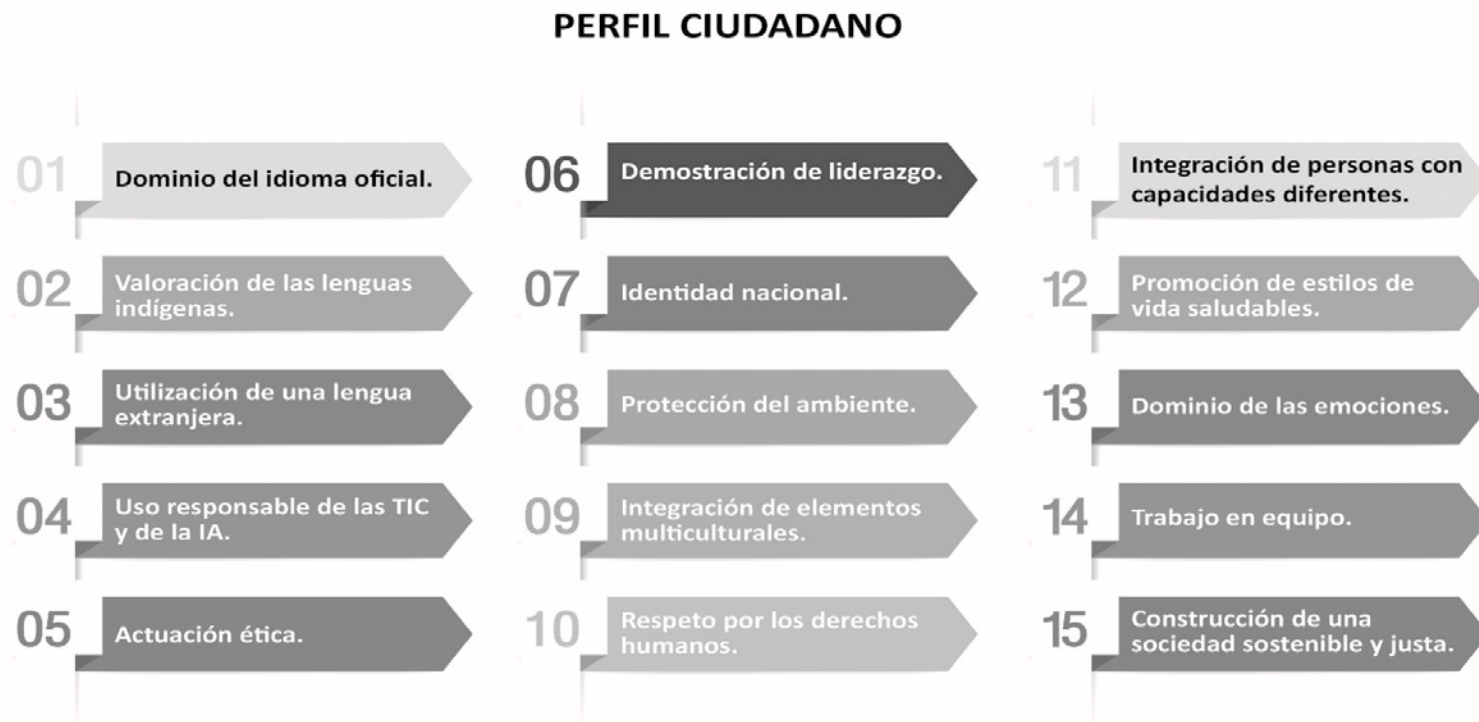 PERFIL CIUDADANO
01
Dominio del idioma oficial.
02
Valoración de las lenguas
indígenas.
03
Utilización de una lengua
extranjera.
04
Uso responsable de las TIC
y de la IA.
05
Actuación ética.
06
Demostración de liderazgo.
07
Identidad nacional.
08
Protección del ambiente.
09
Integración de elementos
multiculturales.
10
Respeto por los derechos
humanos.
11
Integración de personas con
capacidades diferentes.
12
Promoción de estilos de
vida saludables.
13
Dominio de las emociones.
14
Trabajo en equipo.
15
Construcción de una
sociedad sostenible y justa.